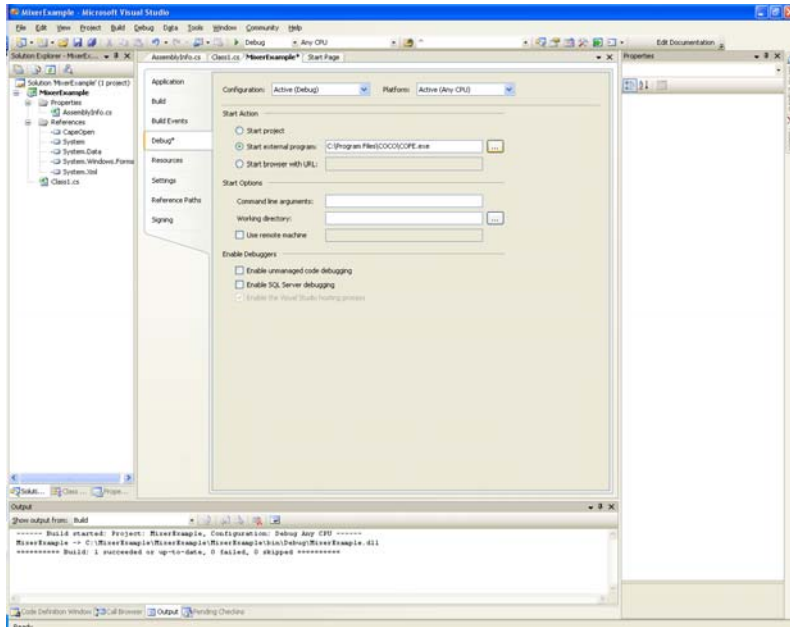 MixerExample - Microsoft Visual Studio
File Edit View Project Build Debug Data Tools Window Community Help
Debug Any CPU Edit Documentation
Solution Explorer - MixerEx...
AssemblyInfo.cs Class1.cs MixerExample* Start Page
Properties
Solution 'MixerExample' (1 project)
MixerExample
Properties
AssemblyInfo.cs
References
CapeOpen
System
System.Data
System.Windows.Forms
System.Xml
Class1.cs
Application
Build
Build Events
Debug*
Resources
Settings
Reference Paths
Signing
Configuration: Active (Debug) Platform: Active (Any CPU)
Start Action
Start project
Start external program: C:\Program Files\COCO\COFE.exe ...
Start browser with URL:
Start Options
Command line arguments:
Working directory: ...
Use remote machine
Enable Debuggers
Enable unmanaged code debugging
Enable SQL Server debugging
Enable the Visual Studio hosting process
Soluti... Class ... Prope...
Output
Show output from: Build
------ Build started: Project: MixerExample, Configuration: Debug Any CPU ------
MixerExample -> C:\MixerExample\MixerExample\MixerExample\bin\Debug\MixerExample.dll
========== Build: 1 succeeded or up-to-date, 0 failed, 0 skipped ==========
Code Definition Window Call Browser Output Pending Checkins
Ready